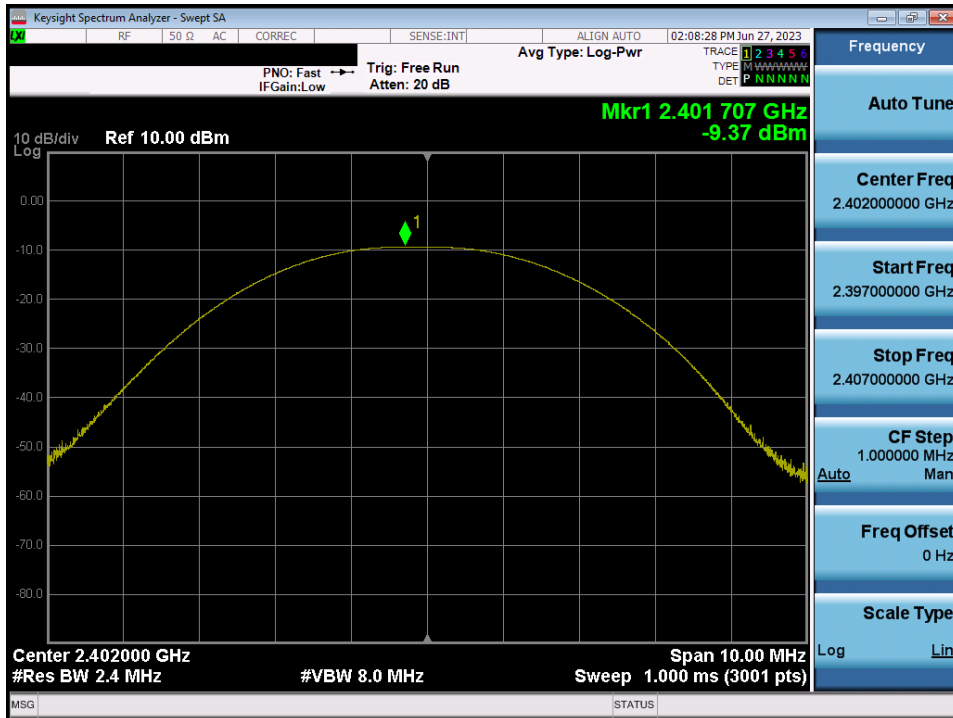 Keysight Spectrum Analyzer - Swept SA
LXI RF 50 Ω AC CORREC SENSE:INT ALIGN AUTO 02:08:28 PM Jun 27, 2023
Avg Type: Log-Pwr
TRACE 1 2 3 4 5 6
TYPE M W W W W W
DET P N N N N N
PNO: Fast
IFGain:Low
Trig: Free Run
Atten: 20 dB
Mkr1 2.401 707 GHz
-9.37 dBm
10 dB/div Ref 10.00 dBm
Log
1
0.00
-10.0
-20.0
-30.0
-40.0
-50.0
-60.0
-70.0
-80.0
Center 2.402000 GHz Span 10.00 MHz
#Res BW 2.4 MHz #VBW 8.0 MHz Sweep 1.000 ms (3001 pts)
MSG STATUS
Frequency
Auto Tune
Center Freq
2.402000000 GHz
Start Freq
2.397000000 GHz
Stop Freq
2.407000000 GHz
CF Step
1.000000 MHz
Auto Man
Freq Offset
0 Hz
Scale Type
Log Lin